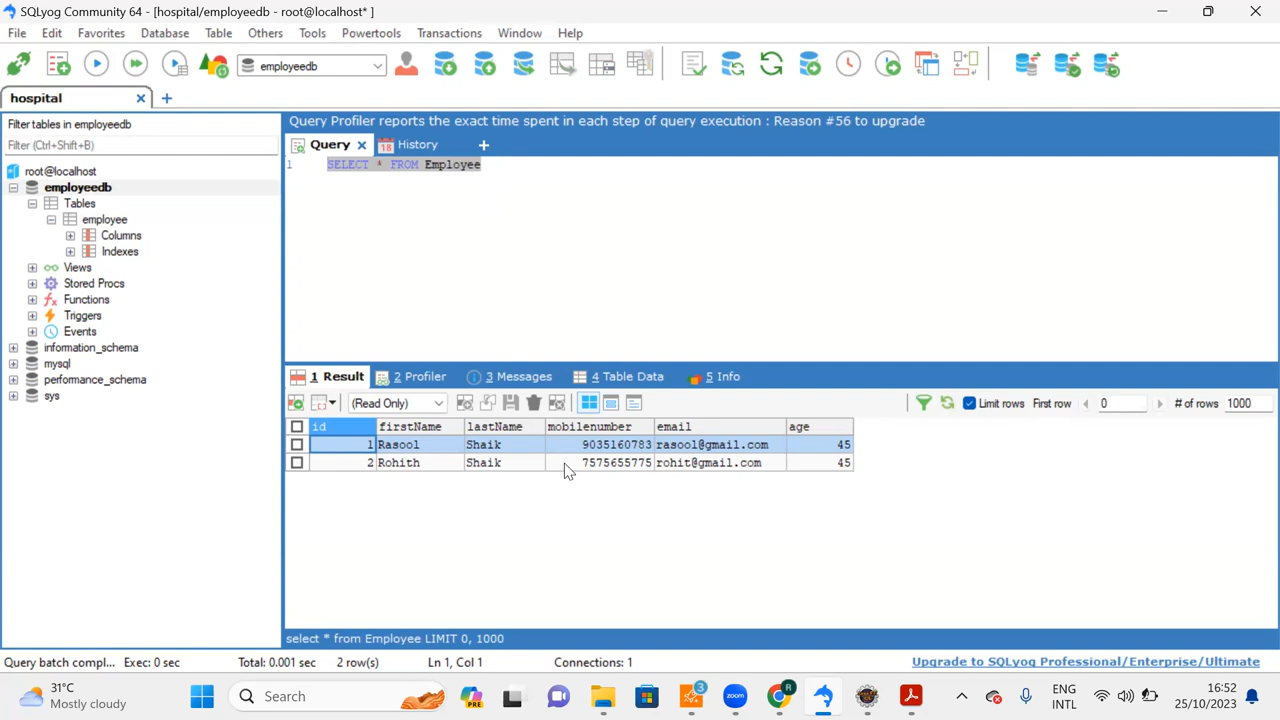 SQLyog Community 64 - [hospital/employeedb - root@localhost* ]
File Edit Favorites Database Table Others Tools Powertools Transactions Window Help
employeedb
hospital
Filter tables in employeedb
Filter (Ctrl+Shift+B)
root@localhost
employeedb
Tables
employee
Columns
Indexes
Views
Stored Procs
Functions
Triggers
Events
information_schema
mysql
performance_schema
sys
Query Profiler reports the exact time spent in each step of query execution : Reason #56 to upgrade
Query 18 History
1 SELECT * FROM Employee
1 Result 2 Profiler 3 Messages 4 Table Data 5 Info
(Read Only) Limit rows First row 0 # of rows 1000
id firstName lastName mobilenumber email age
1 Rasool Shaik 9035160783 rasool@gmail.com 45
2 Rohith Shaik 7575655775 rohit@gmail.com 45
select * from Employee LIMIT 0, 1000
Query batch compl... Exec: 0 sec Total: 0.001 sec 2 row(s) Ln 1, Col 1 Connections: 1 Upgrade to SQLyog Professional/Enterprise/Ultimate
31°C
Mostly cloudy
Search
PRE
3
R
ENG
INTL
16:52
25/10/2023